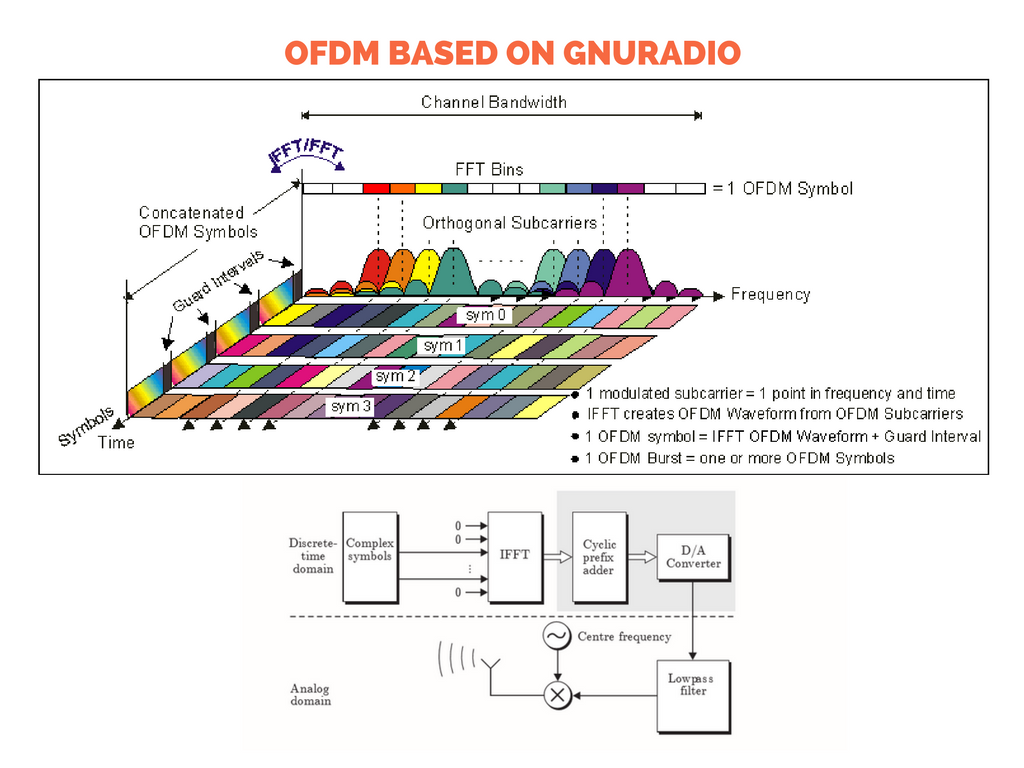 OFDM BASED ON GNURADIO
Channel Bandwidth
IFFT/FFT
FFT Bins
= 1 OFDM Symbol
Concatenated
OFDM Symbols
Orthogonal Subcarriers
Guard Intervals
Frequency
sym 0
sym 1
sym 2
sym 3
Symbols
Time
• 1 modulated subcarrier = 1 point in frequency and time
• IFFT creates OFDM Waveform from OFDM Subcarriers
• 1 OFDM symbol = IFFT OFDM Waveform + Guard Interval
• 1 OFDM Burst = one or more OFDM Symbols
Discrete-
time
domain
Complex
symbols
0
0
⋮
0
IFFT
Cyclic
prefix
adder
D/A
Converter
Centre frequency
Lowpass
filter
Analog
domain